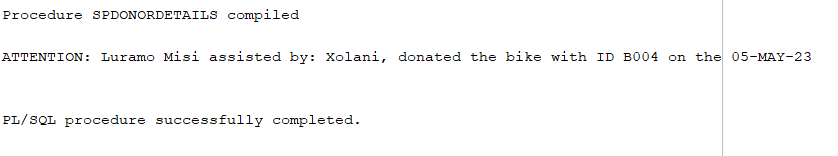 Procedure SPDONORDETAILS compiled
ATTENTION: Luramo Misi assisted by: Xolani, donated the bike with ID B004 on the 05-MAY-23
PL/SQL procedure successfully completed.